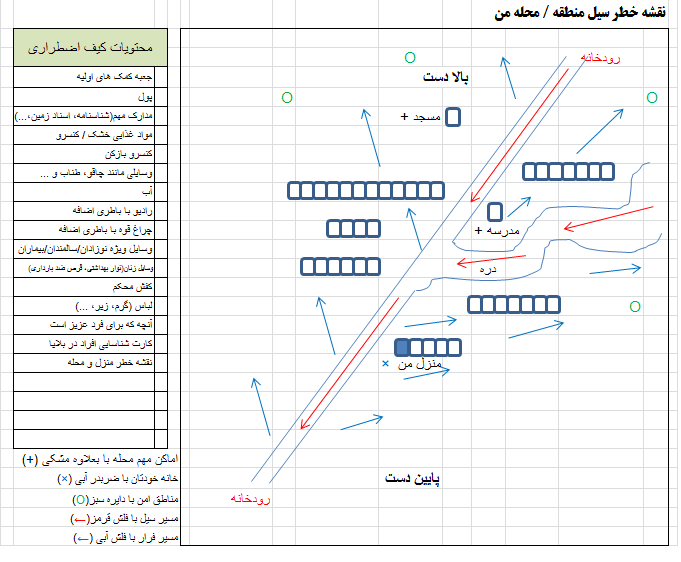 نقشه خطر سیل منطقه / محله من
محتویات کیف اضطراری
جعبه کمک های اولیه
پول
مدارک مهم(شناسنامه، اسناد زمین،...)
مواد غذایی خشک / کنسرو
کنسرو بازکن
وسایلی مانند چاقو، طناب و ...
آب
رادیو با باطری اضافه
چراغ قوه با باطری اضافه
وسایل ویژه نوزادان/سالمندان/بیماران
وسایل زنان(نوار بهداشتی، قرص ضد بارداری)
کفش محکم
لباس (گرم، زیر، ...)
آنچه که برای فرد عزیز است
کارت شناسایی افراد در بلایا
نقشه خطر منزل و محله
اماکن مهم محله با بعلاوه مشکی (+)
خانه خودتان با ضربدر آبی (×)
مناطق امن با دایره سبز(O)
مسیر سیل با فلش قرمز(←)
مسیر فرار با فلش آبی (←)
رودخانه
O
بالا دست
O
O
مسجد +
مدرسه +
دره
O
منزل من ×
پایین دست
رودخانه